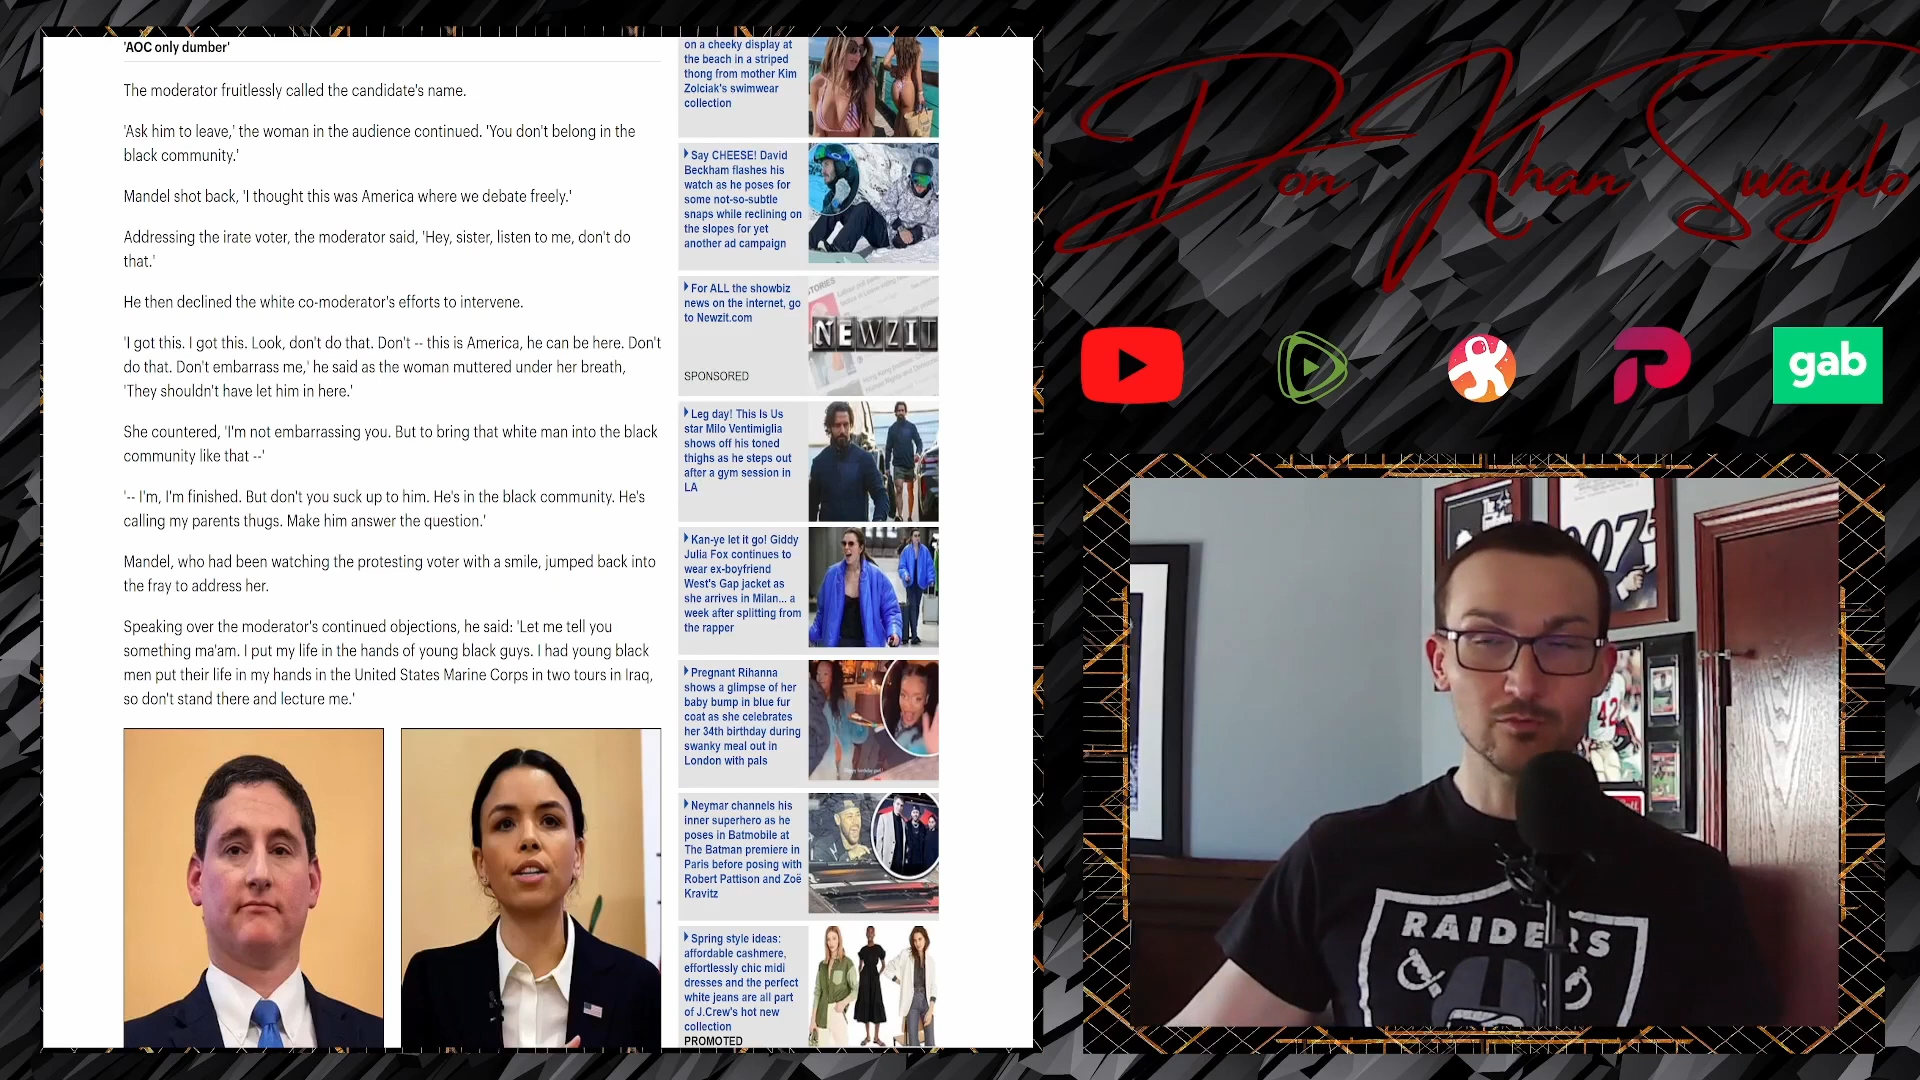 'AOC only dumber'
The moderator fruitlessly called the candidate's name.
'Ask him to leave,' the woman in the audience continued. 'You don't belong in the
black community.'
Mandel shot back, 'I thought this was America where we debate freely.'
Addressing the irate voter, the moderator said, 'Hey, sister, listen to me, don't do
that.'
He then declined the white co-moderator's efforts to intervene.
'I got this. I got this. Look, don't do that. Don't -- this is America, he can be here. Don't
do that. Don't embarrass me,' he said as the woman muttered under her breath,
'They shouldn't have let him in here.'
She countered, 'I'm not embarrassing you. But to bring that white man into the black
community like that --'
'-- I'm, I'm finished. But don't you suck up to him. He's in the black community. He's
calling my parents thugs. Make him answer the question.'
Mandel, who had been watching the protesting voter with a smile, jumped back into
the fray to address her.
Speaking over the moderator's continued objections, he said: 'Let me tell you
something ma'am. I put my life in the hands of young black guys. I had young black
men put their life in my hands in the United States Marine Corps in two tours in Iraq,
so don't stand there and lecture me.'
on a cheeky display at
the beach in a striped
thong from mother Kim
Zolciak's swimwear
collection
Say CHEESE! David
Beckham flashes his
watch as he poses for
some not-so-subtle
snaps while reclining on
the slopes for yet
another ad campaign
For ALL the showbiz
news on the internet, go
to Newzit.com
SPONSORED
NEWZIT
Leg day! This Is Us
star Milo Ventimiglia
shows off his toned
thighs as he steps out
after a gym session in
LA
Kan-ye let it go! Giddy
Julia Fox continues to
wear ex-boyfriend
West's Gap jacket as
she arrives in Milan... a
week after splitting from
the rapper
Pregnant Rihanna
shows a glimpse of her
baby bump in blue fur
coat as she celebrates
her 34th birthday during
swanky meal out in
London with pals
Neymar channels his
inner superhero as he
poses in Batmobile at
The Batman premiere in
Paris before posing with
Robert Pattison and Zoë
Kravitz
Spring style ideas:
affordable cashmere,
effortlessly chic midi
dresses and the perfect
white jeans are all part
of J.Crew's hot new
collection
PROMOTED
Don Khan Swaylo
gab
007
42
RAIDERS